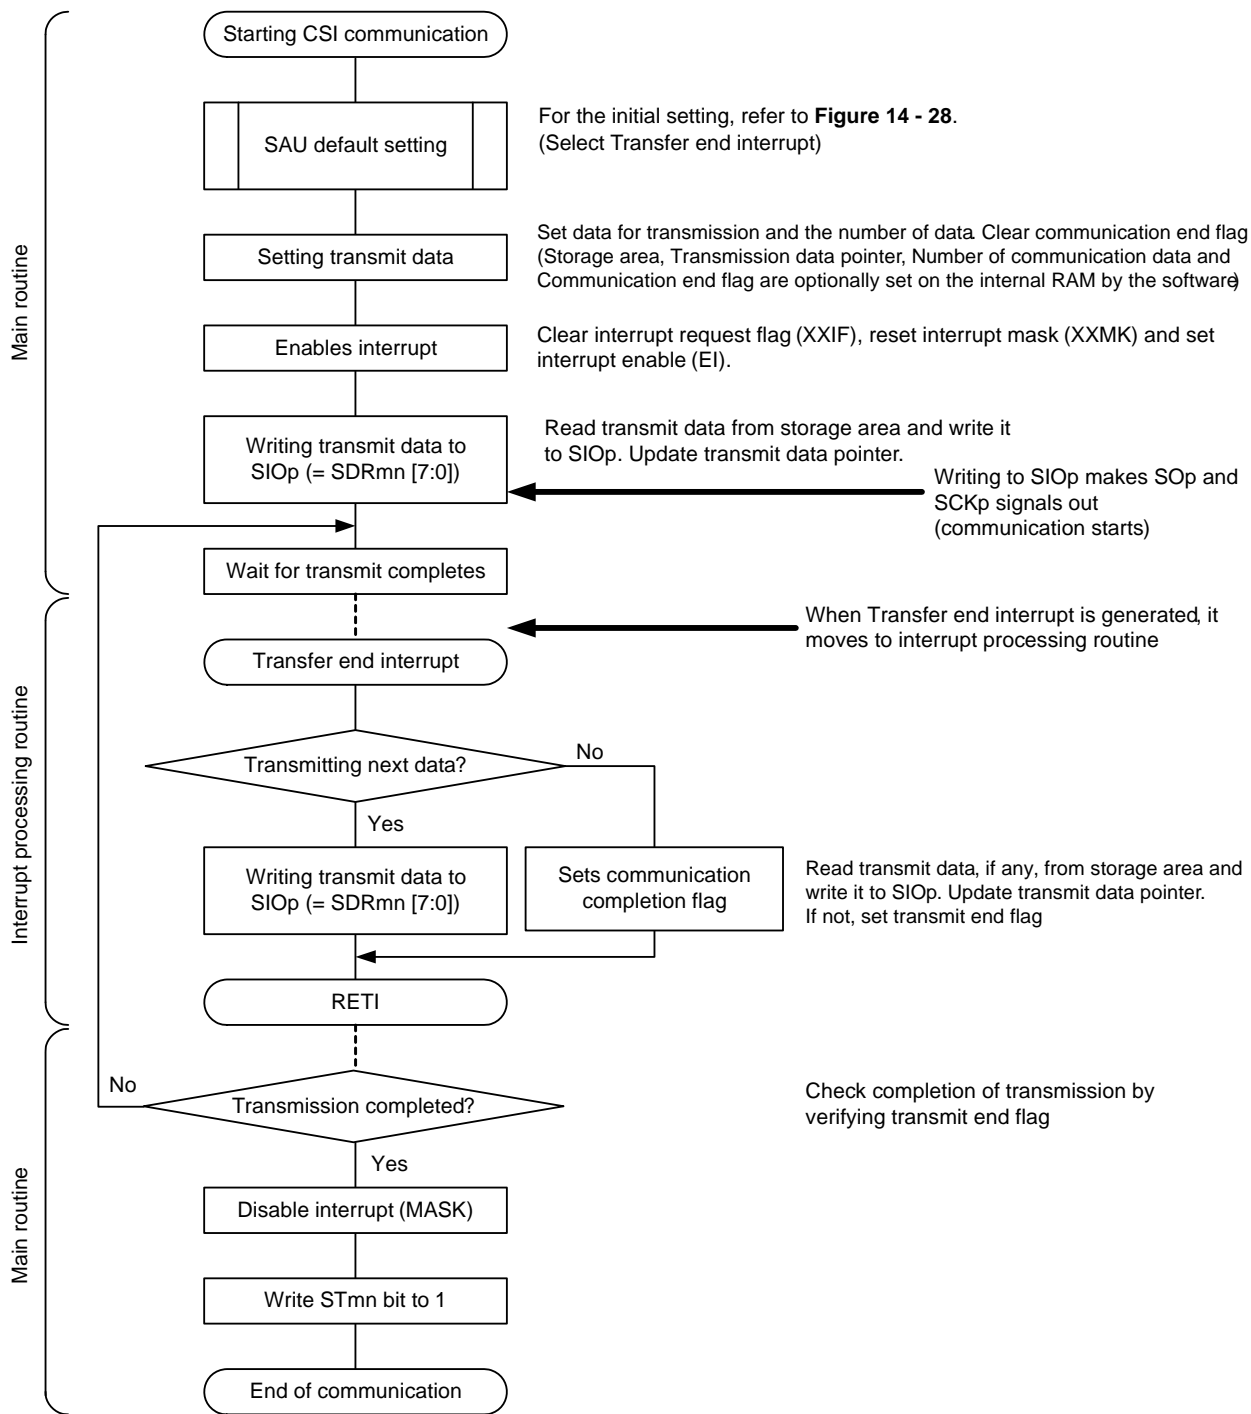 Starting CSI communication
SAU default setting
For the initial setting, refer to Figure 14 - 28.
(Select Transfer end interrupt)
Main routine
Setting transmit data
Set data for transmission and the number of data. Clear communication end flag
(Storage area, Transmission data pointer, Number of communication data and
Communication end flag are optionally set on the internal RAM by the software)
Enables interrupt
Clear interrupt request flag (XXIF), reset interrupt mask (XXMK) and set
interrupt enable (EI).
Writing transmit data to
SIOp (= SDRmn [7:0])
Read transmit data from storage area and write it
to SIOp. Update transmit data pointer.
Writing to SIOp makes SOp and
SCKp signals out
(communication starts)
Wait for transmit completes
When Transfer end interrupt is generated, it
moves to interrupt processing routine
Interrupt processing routine
Transfer end interrupt
Transmitting next data?
No
Yes
Writing transmit data to
SIOp (= SDRmn [7:0])
Sets communication
completion flag
Read transmit data, if any, from storage area and
write it to SIOp. Update transmit data pointer.
If not, set transmit end flag
RETI
Main routine
No
Transmission completed?
Check completion of transmission by
verifying transmit end flag
Yes
Disable interrupt (MASK)
Write STmn bit to 1
End of communication